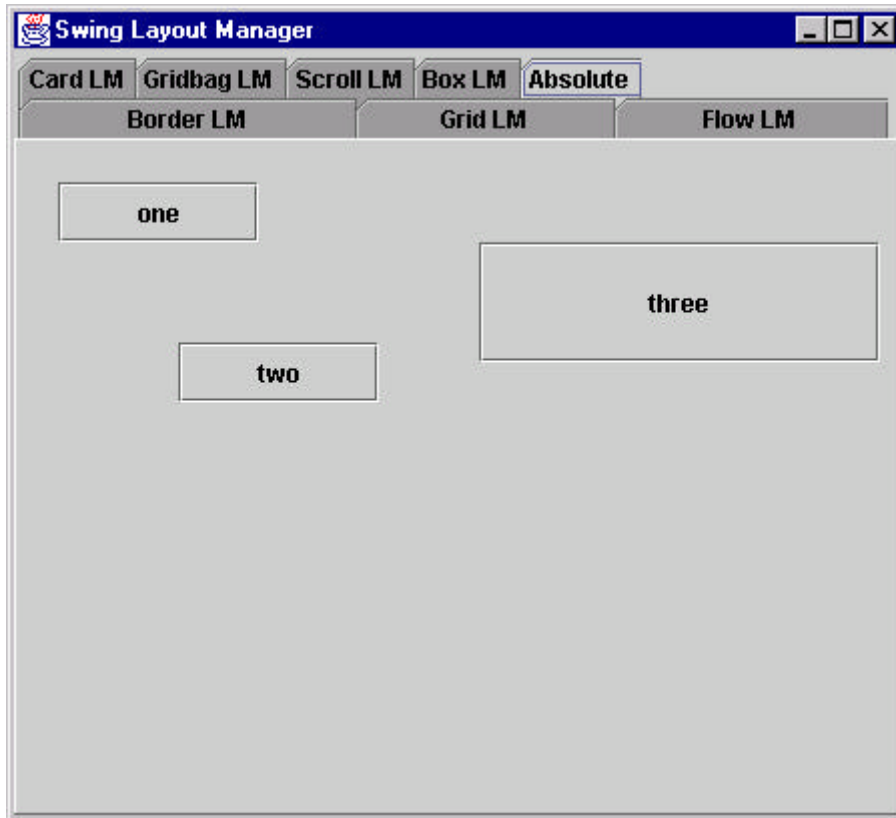 Swing Layout Manager
Card LM Gridbag LM Scroll LM Box LM Absolute
Border LM Grid LM Flow LM
one
three
two